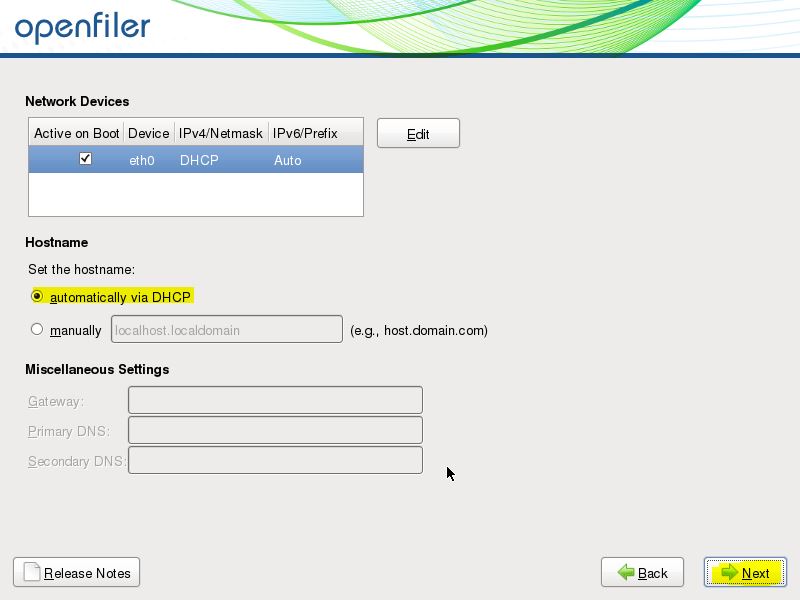 openfiler
Network Devices
Active on Boot Device IPv4/Netmask IPv6/Prefix
eth0 DHCP Auto
Edit
Hostname
Set the hostname:
automatically via DHCP
manually localhost.localdomain (e.g., host.domain.com)
Miscellaneous Settings
Gateway:
Primary DNS:
Secondary DNS:
Release Notes Back Next